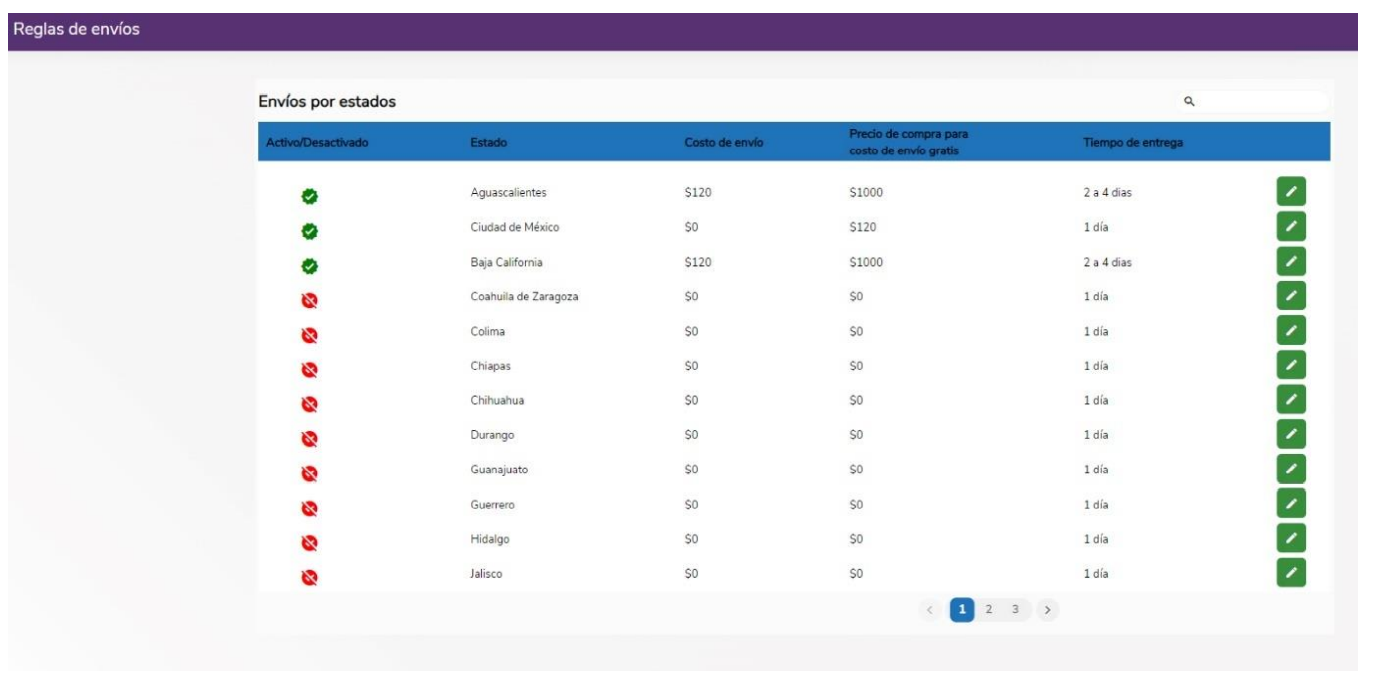 Reglas de envíos
Envíos por estados
Activo/Desactivado Estado Costo de envío Precio de compra para costo de envío gratis Tiempo de entrega
Aguascalientes $120 $1000 2 a 4 dias
Ciudad de México $0 $120 1 día
Baja California $120 $1000 2 a 4 dias
Coahuila de Zaragoza $0 $0 1 día
Colima $0 $0 1 día
Chiapas $0 $0 1 día
Chihuahua $0 $0 1 día
Durango $0 $0 1 día
Guanajuato $0 $0 1 día
Guerrero $0 $0 1 día
Hidalgo $0 $0 1 día
Jalisco $0 $0 1 día
1 2 3